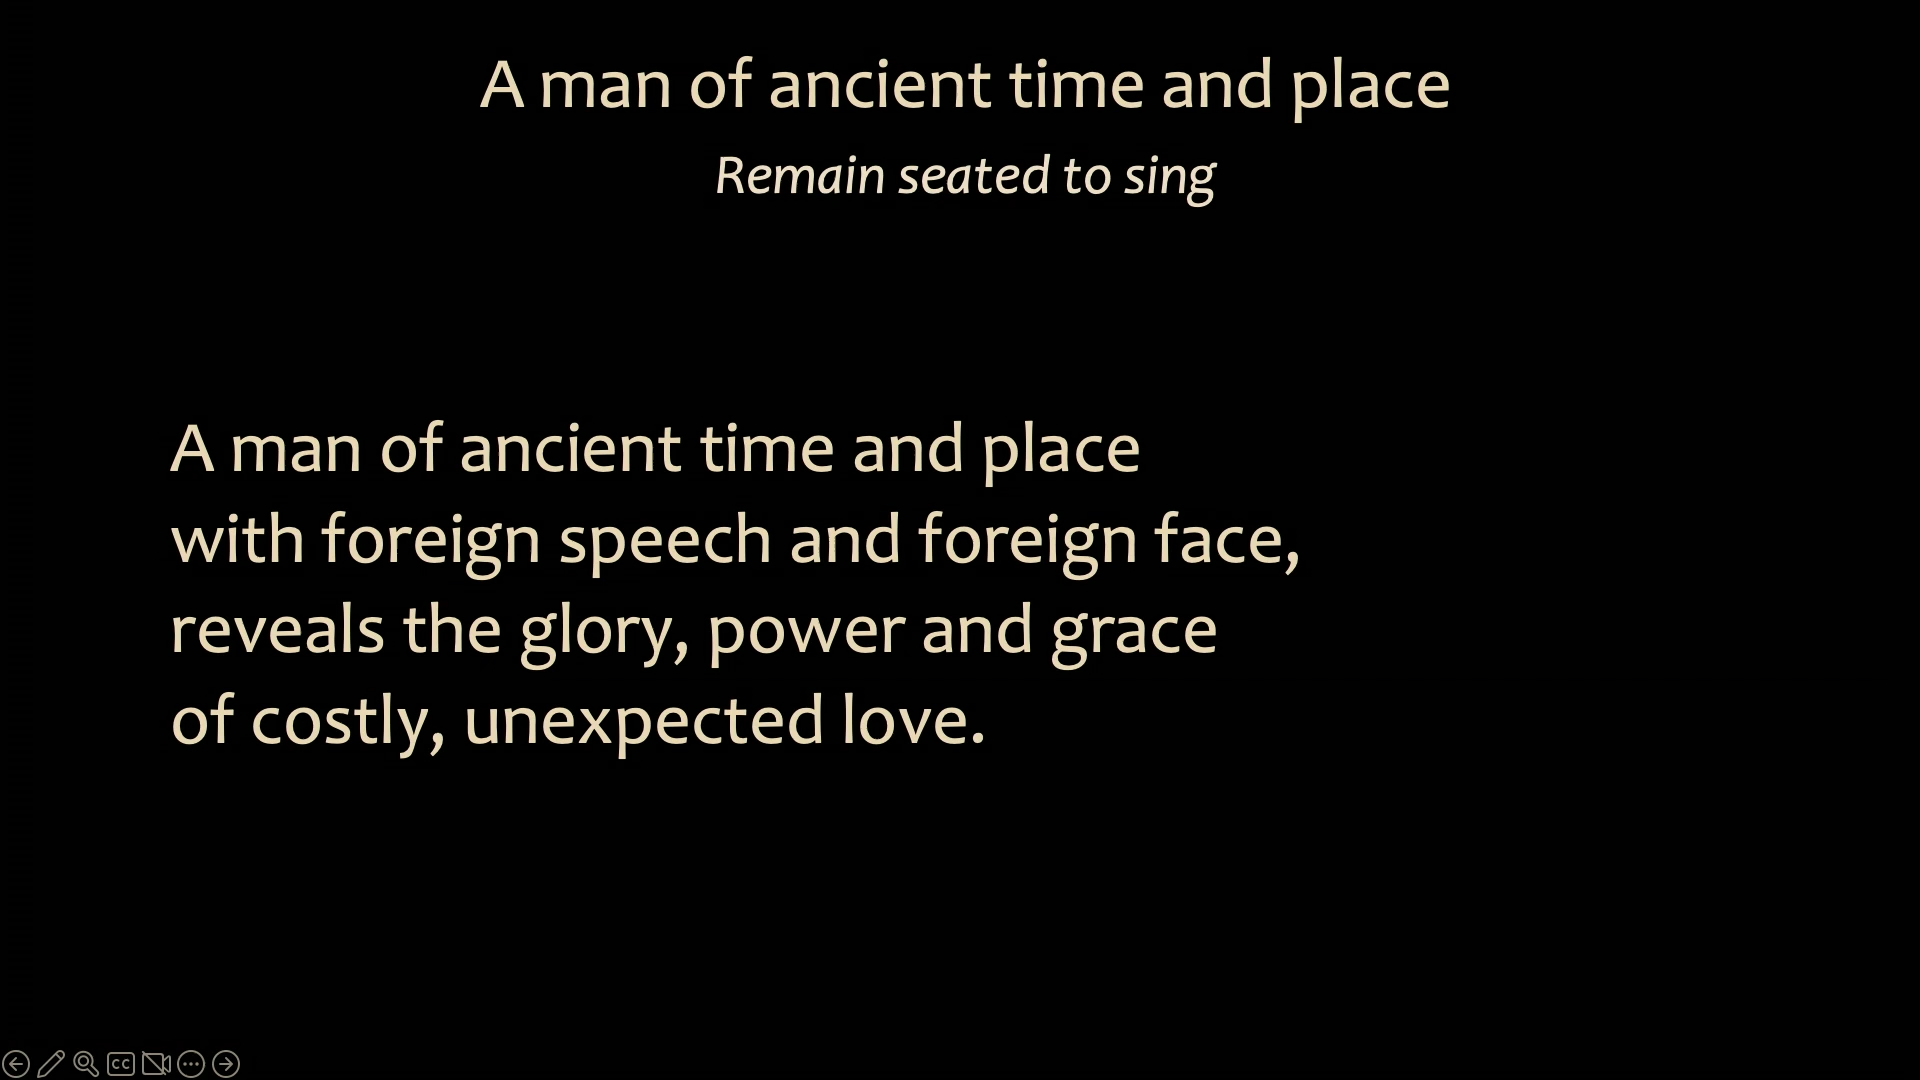 A man of ancient time and place
Remain seated to sing
A man of ancient time and place
with foreign speech and foreign face,
reveals the glory, power and grace
of costly, unexpected love.
CC